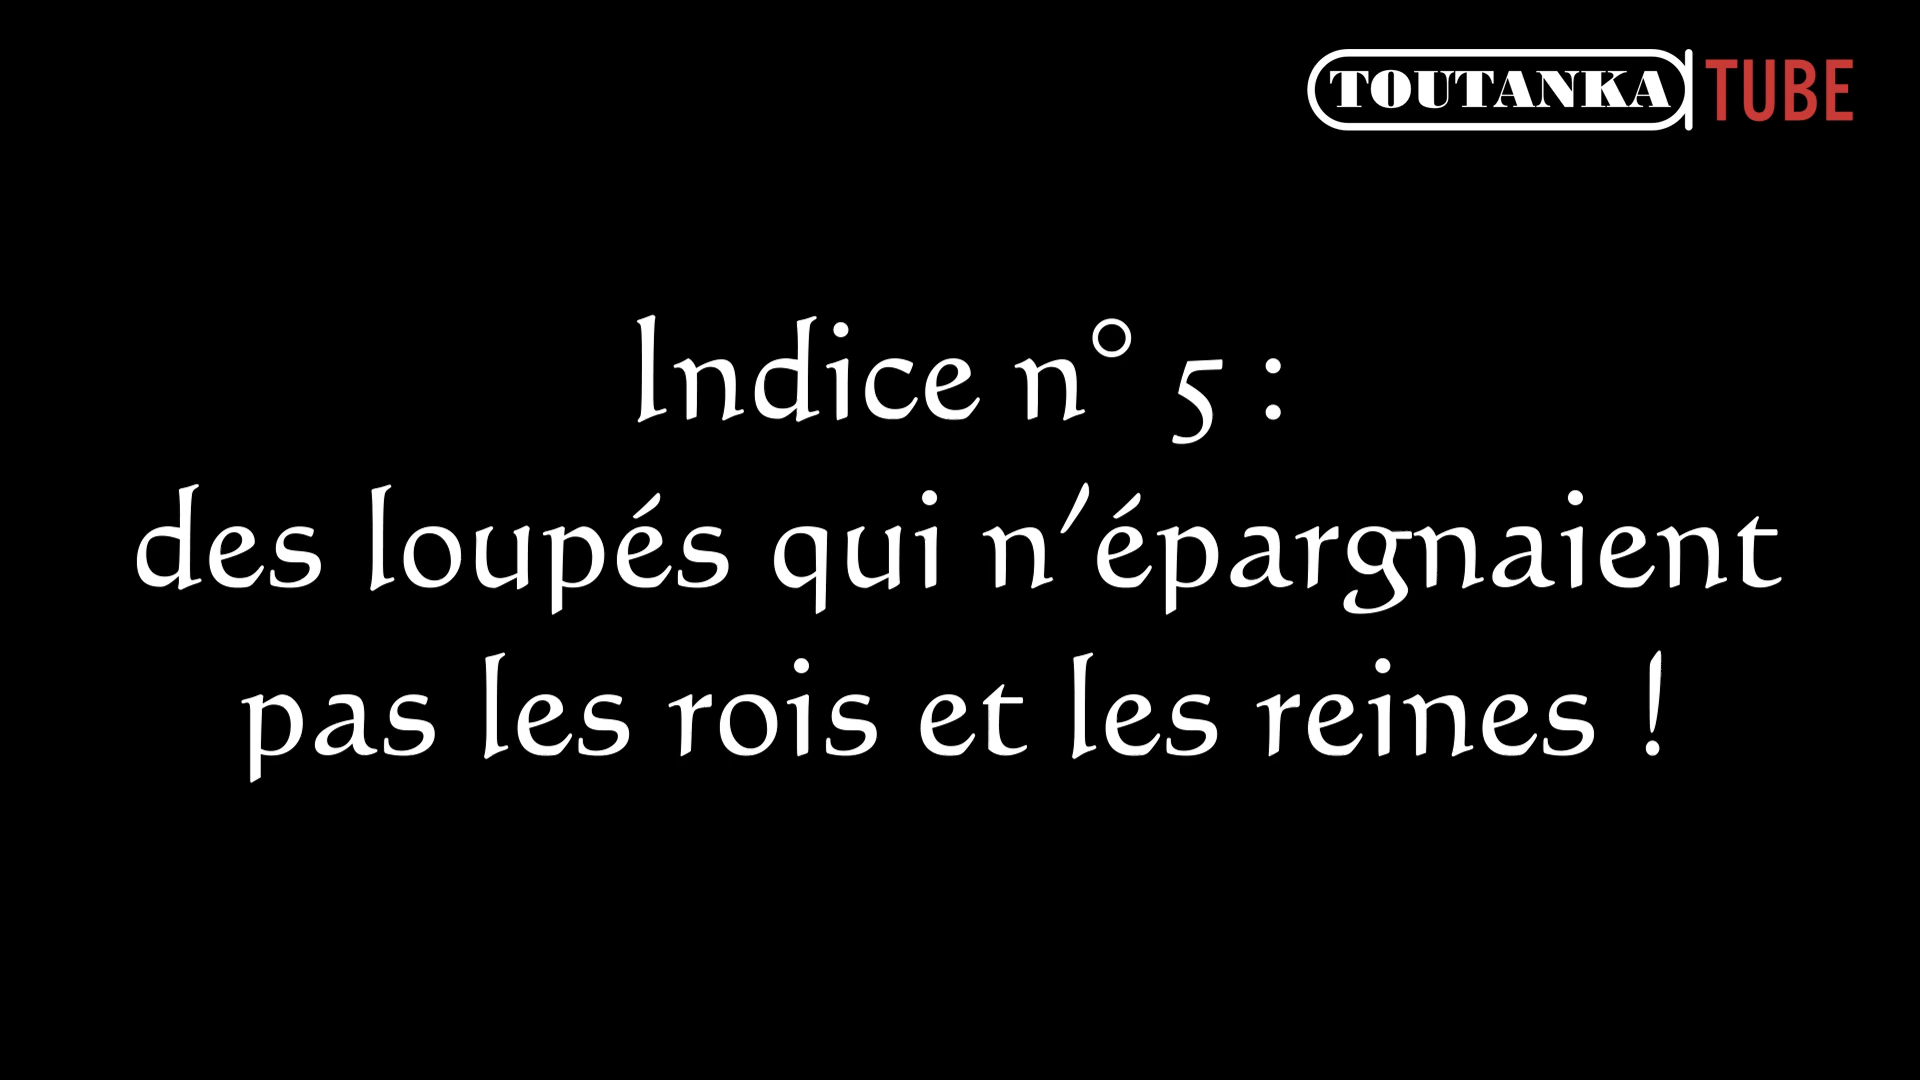 TOUTANKA TUBE
Indice n° 5 :
des loupés qui n'épargnaient
pas les rois et les reines !